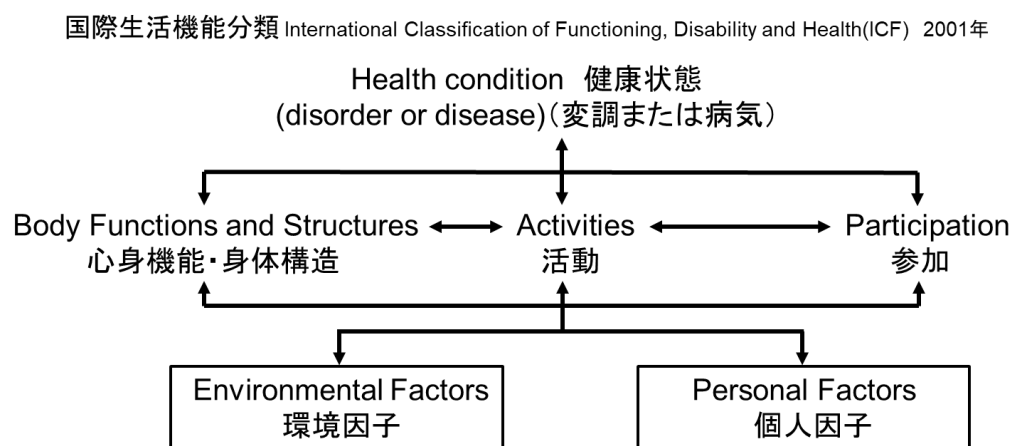 国際生活機能分類 International Classification of Functioning, Disability and Health(ICF) 2001年
Health condition 健康状態
(disorder or disease)(変調または病気)
Body Functions and Structures
心身機能・身体構造
Activities
活動
Participation
参加
Environmental Factors
環境因子
Personal Factors
個人因子